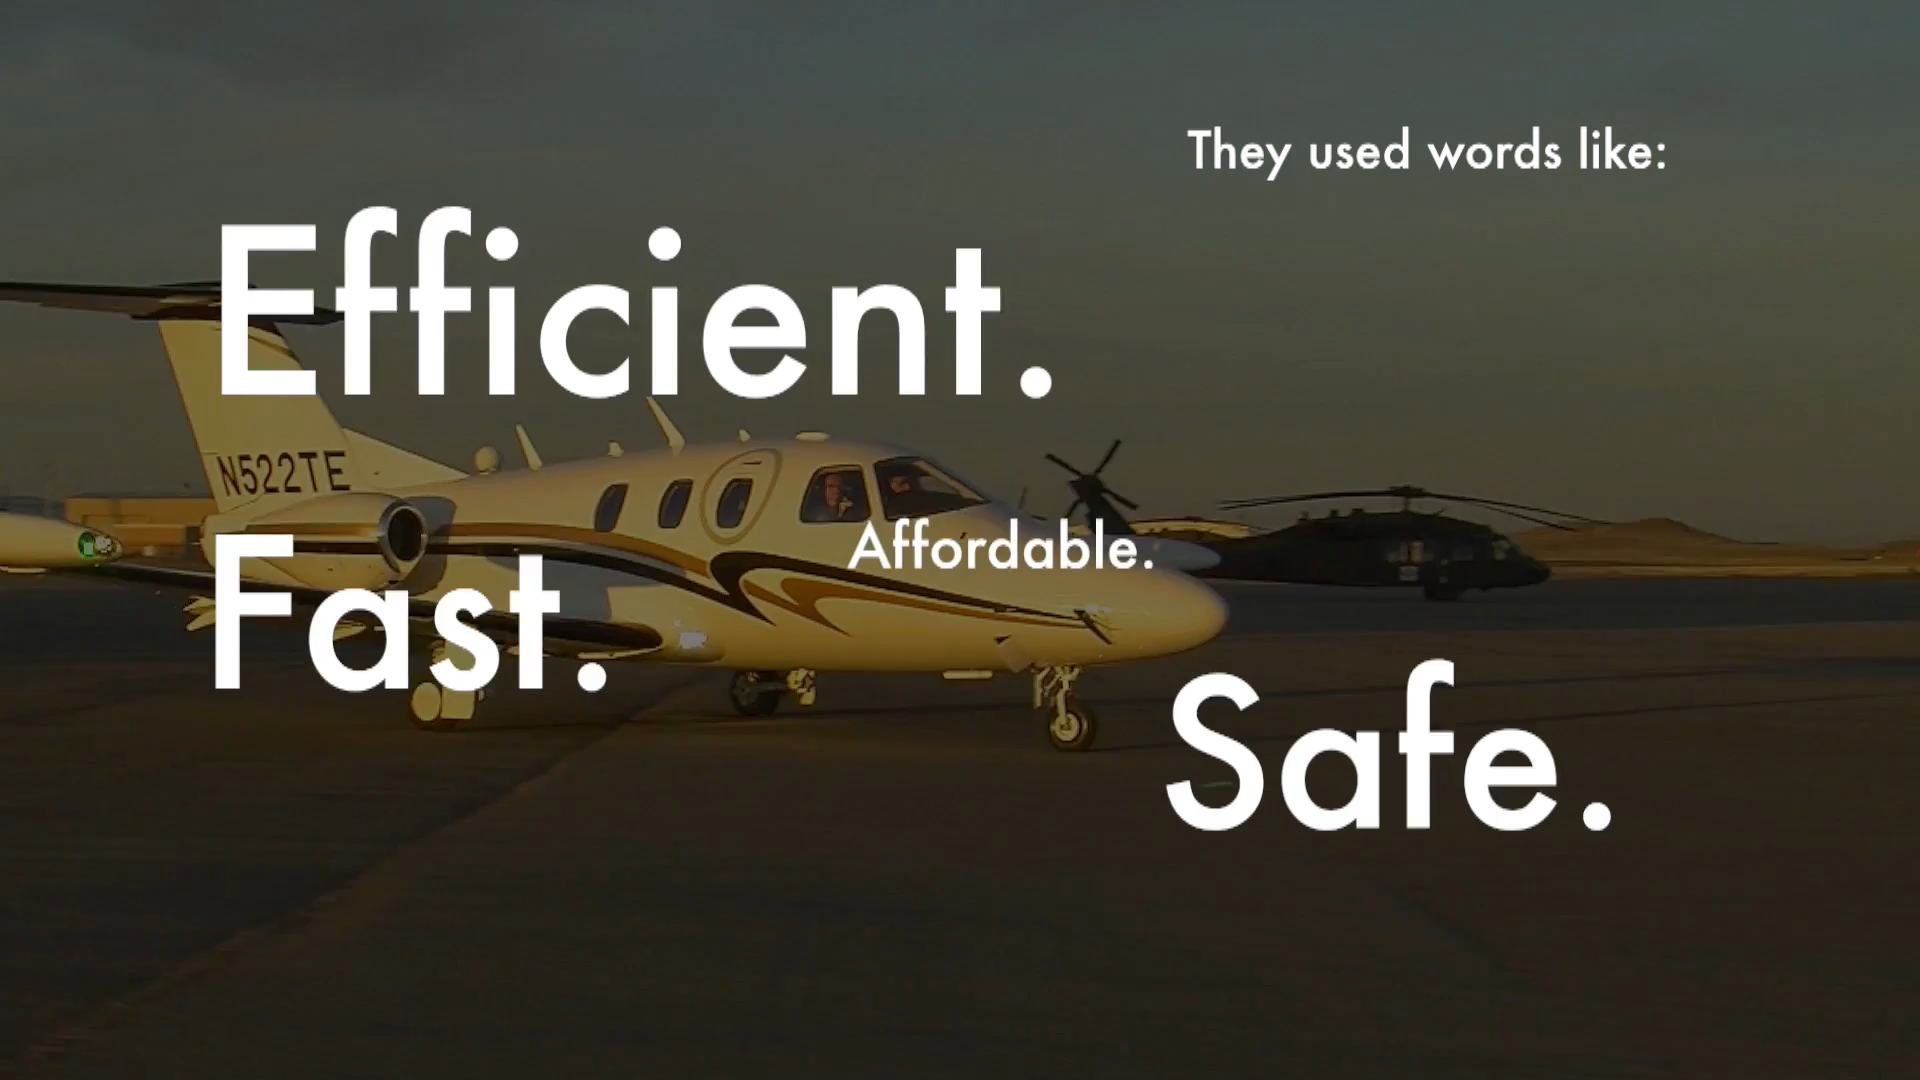 They used words like:
Efficient.
N522TE
Affordable.
Fast.
Safe.